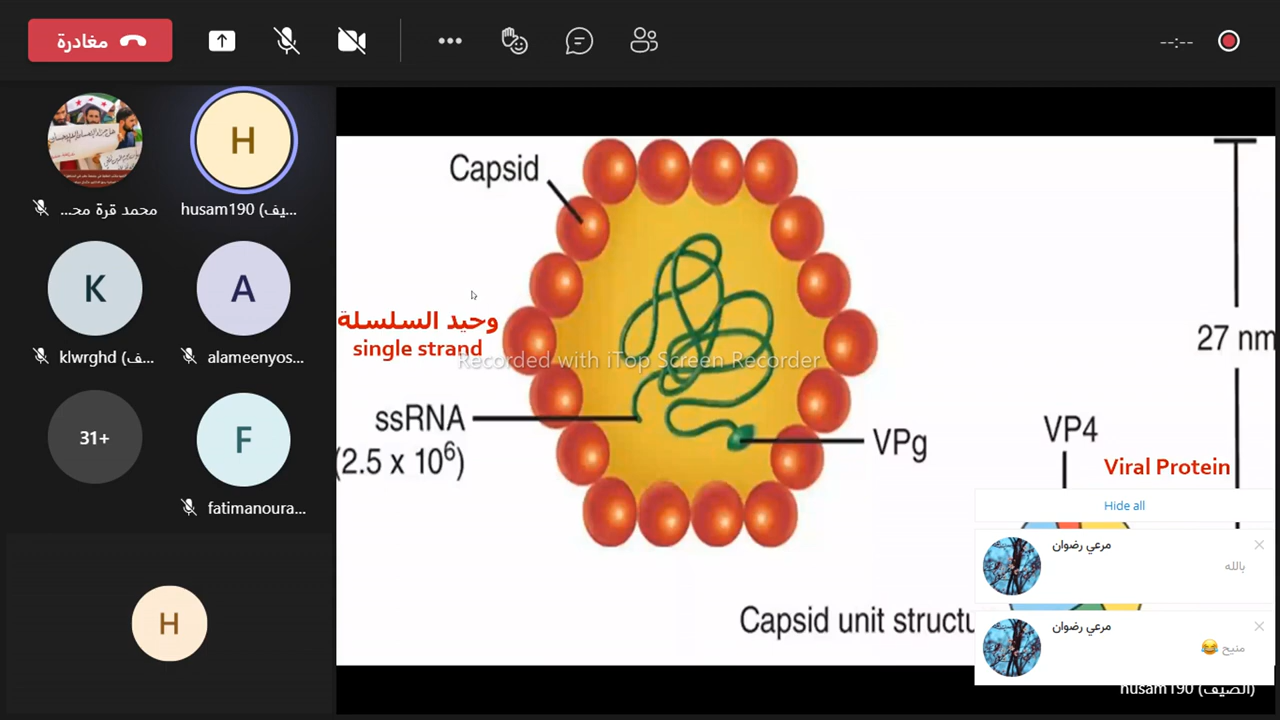 مغادرة
--:--
محمد قرة محـ...
husam190 (يف...
klwrghd (ف...
alameenyos...
31+
fatimanoura...
H
K
A
F
H
Capsid
وحيد السلسلة
single strand
Recorded with iTop Screen Recorder
ssRNA
(2.5 x 10⁶)
VPg
27 nm
VP4
Viral Protein
Capsid unit structu
Hide all
مرعي رضوان
بالله
مرعي رضوان
منيح 😂
husam190 (الصيف)